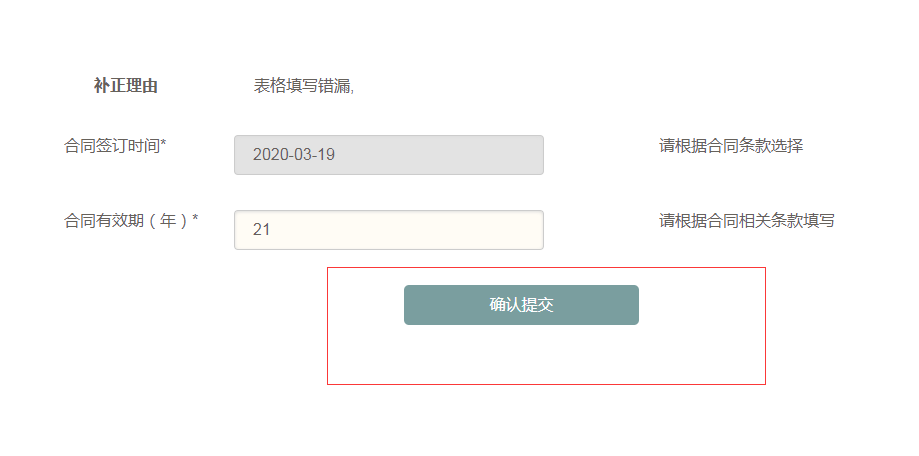 补正理由 表格填写错漏,
合同签订时间* 2020-03-19 请根据合同条款选择
合同有效期（年）* 21 请根据合同相关条款填写
确认提交